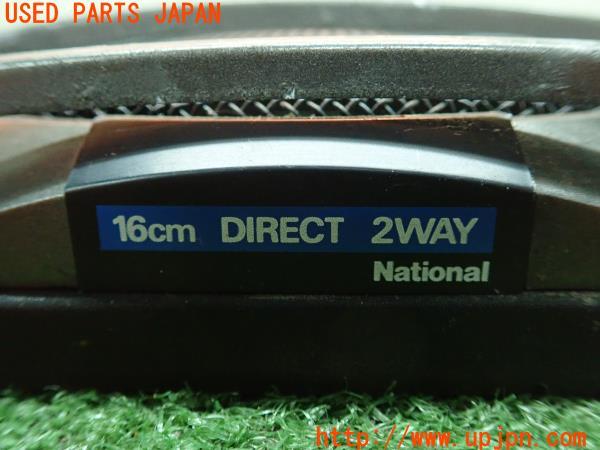 USED PARTS JAPAN
16cm DIRECT 2WAY
National
http://www.upjpn.com